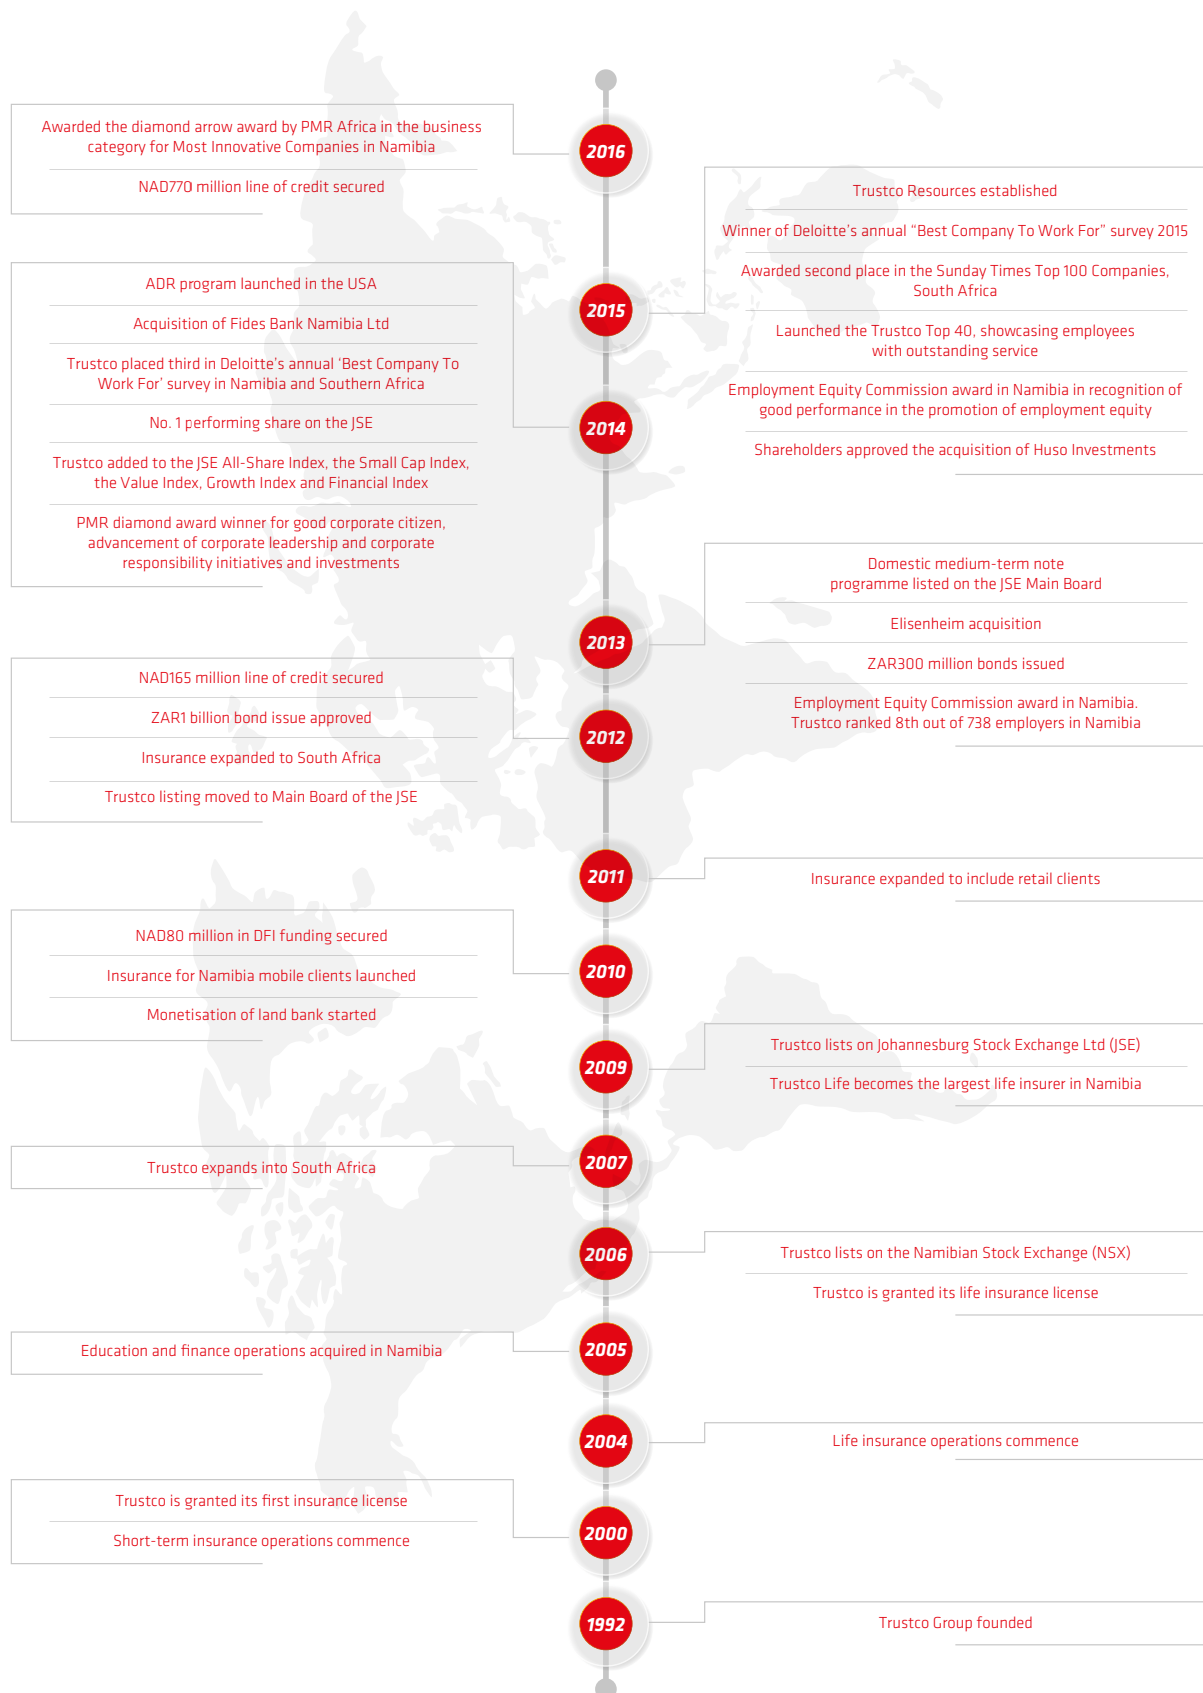 2016
Awarded the diamond arrow award by PMR Africa in the business
category for Most Innovative Companies in Namibia
NAD770 million line of credit secured
2015
Trustco Resources established
Winner of Deloitte's annual “Best Company To Work For” survey 2015
Awarded second place in the Sunday Times Top 100 Companies,
South Africa
Launched the Trustco Top 40, showcasing employees
with outstanding service
Employment Equity Commission award in Namibia in recognition of
good performance in the promotion of employment equity
Shareholders approved the acquisition of Huso Investments
2014
ADR program launched in the USA
Acquisition of Fides Bank Namibia Ltd
Trustco placed third in Deloitte's annual ‘Best Company To
Work For’ survey in Namibia and Southern Africa
No. 1 performing share on the JSE
Trustco added to the JSE All-Share Index, the Small Cap Index,
the Value Index, Growth Index and Financial Index
PMR diamond award winner for good corporate citizen,
advancement of corporate leadership and corporate
responsibility initiatives and investments
2013
Domestic medium-term note
programme listed on the JSE Main Board
Elisenheim acquisition
ZAR300 million bonds issued
Employment Equity Commission award in Namibia.
Trustco ranked 8th out of 738 employers in Namibia
2012
NAD165 million line of credit secured
ZAR1 billion bond issue approved
Insurance expanded to South Africa
Trustco listing moved to Main Board of the JSE
2011
Insurance expanded to include retail clients
2010
NAD80 million in DFI funding secured
Insurance for Namibia mobile clients launched
Monetisation of land bank started
2009
Trustco lists on Johannesburg Stock Exchange Ltd (JSE)
Trustco Life becomes the largest life insurer in Namibia
2007
Trustco expands into South Africa
2006
Trustco lists on the Namibian Stock Exchange (NSX)
Trustco is granted its life insurance license
2005
Education and finance operations acquired in Namibia
2004
Life insurance operations commence
2000
Trustco is granted its first insurance license
Short-term insurance operations commence
1992
Trustco Group founded